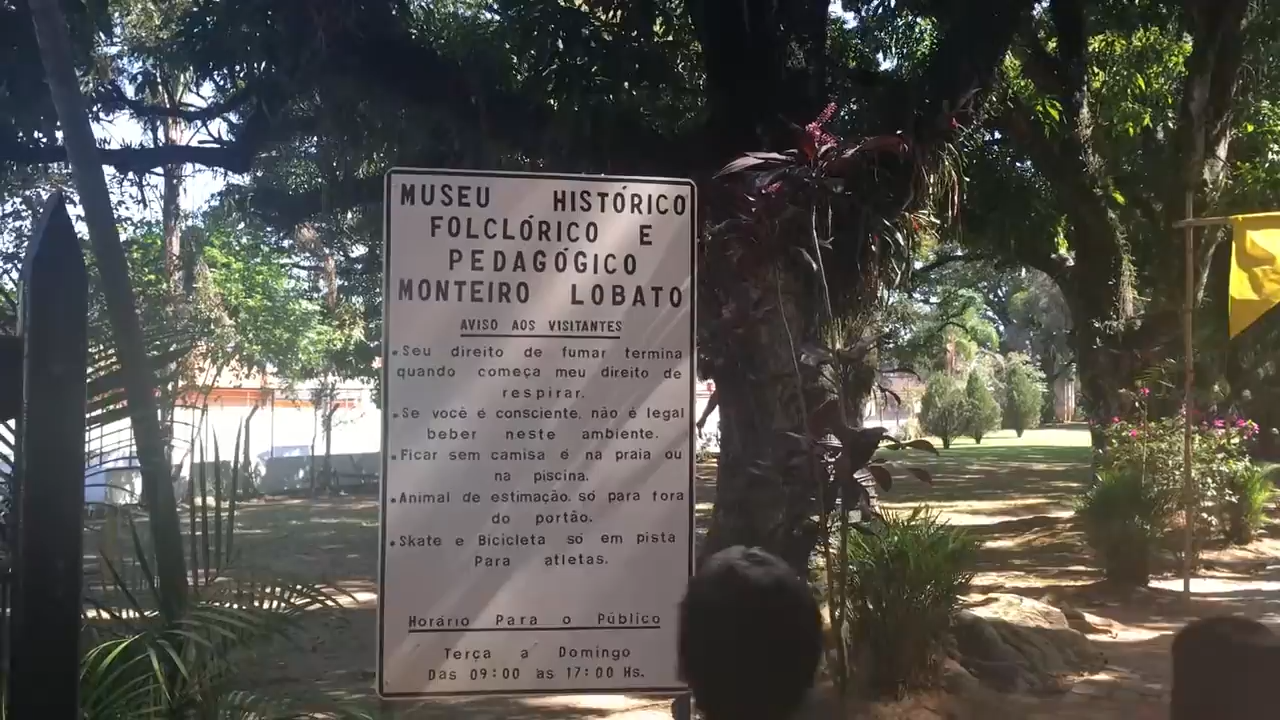 MUSEU HISTÓRICO
FOLCLÓRICO E
PEDAGÓGICO
MONTEIRO LOBATO
AVISO AOS VISITANTES
•Seu direito de fumar termina
quando começa meu direito de
respirar.
•Se você é consciente, não é legal
beber neste ambiente.
•Ficar sem camisa é na praia ou
na piscina.
•Animal de estimação, só para fora
do portão.
•Skate e Bicicleta só em pista
Para atletas.
Horário Para o Público
Terça a Domingo
Das 09:00 às 17:00 Hs.